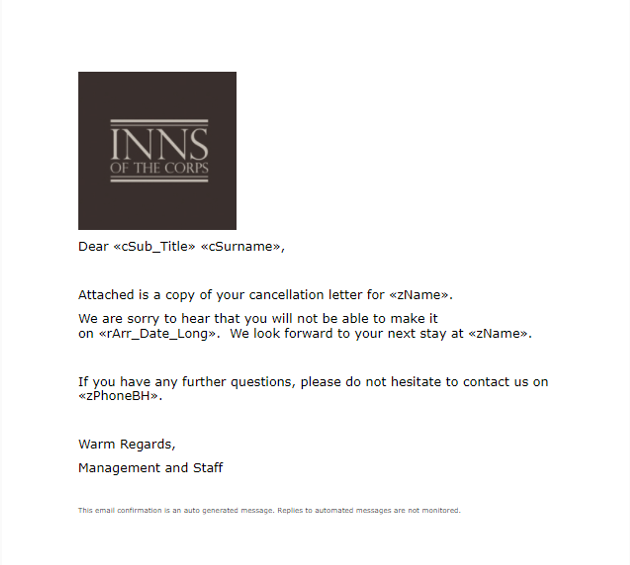 INNS
OF THE CORPS
Dear «cSub_Title» «cSurname»,
Attached is a copy of your cancellation letter for «zName».
We are sorry to hear that you will not be able to make it
on «rArr_Date_Long».  We look forward to your next stay at «zName».
If you have any further questions, please do not hesitate to contact us on
«zPhoneBH».
Warm Regards,
Management and Staff
This email confirmation is an auto generated message. Replies to automated messages are not monitored.